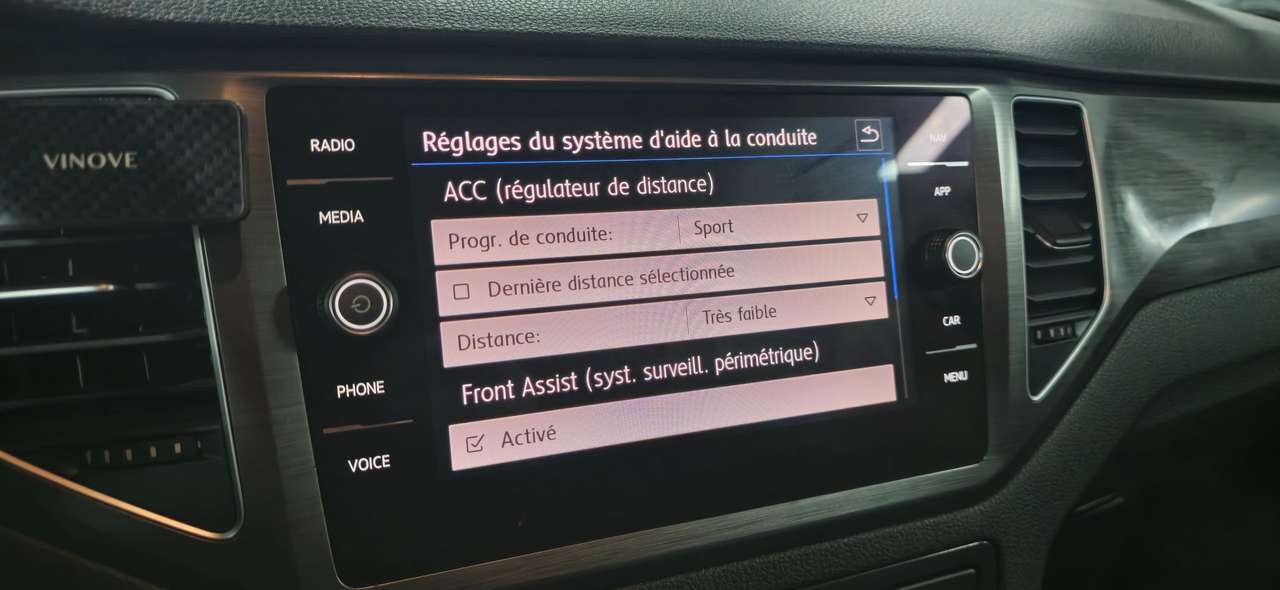 VINOVE
RADIO
MEDIA
PHONE
VOICE
Réglages du système d'aide à la conduite
ACC (régulateur de distance)
Progr. de conduite: Sport
Dernière distance sélectionnée
Distance: Très faible
Front Assist (syst. surveill. périmétrique)
Activé
NAV
APP
CAR
MENU